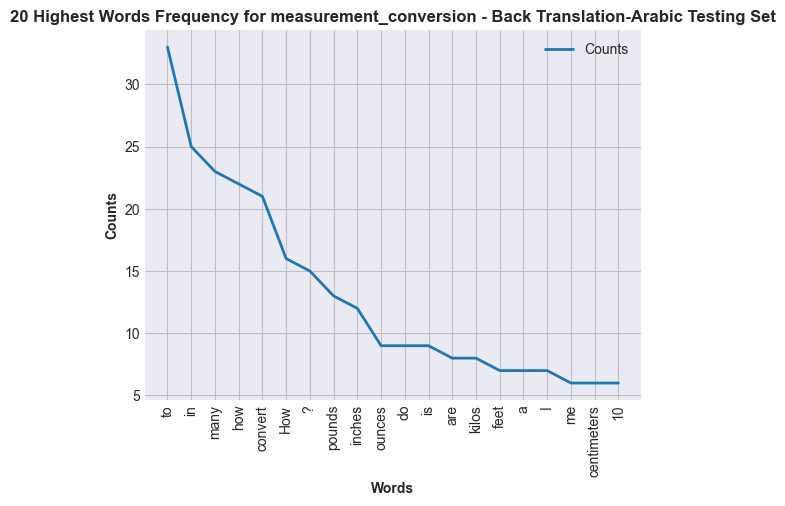 20 Highest Words Frequency for measurement_conversion - Back Translation-Arabic Testing Set
Counts
Counts
30
25
20
15
10
5
to
in
many
how
convert
How
?
pounds
inches
ounces
do
is
are
kilos
feet
a
I
me
centimeters
10
Words